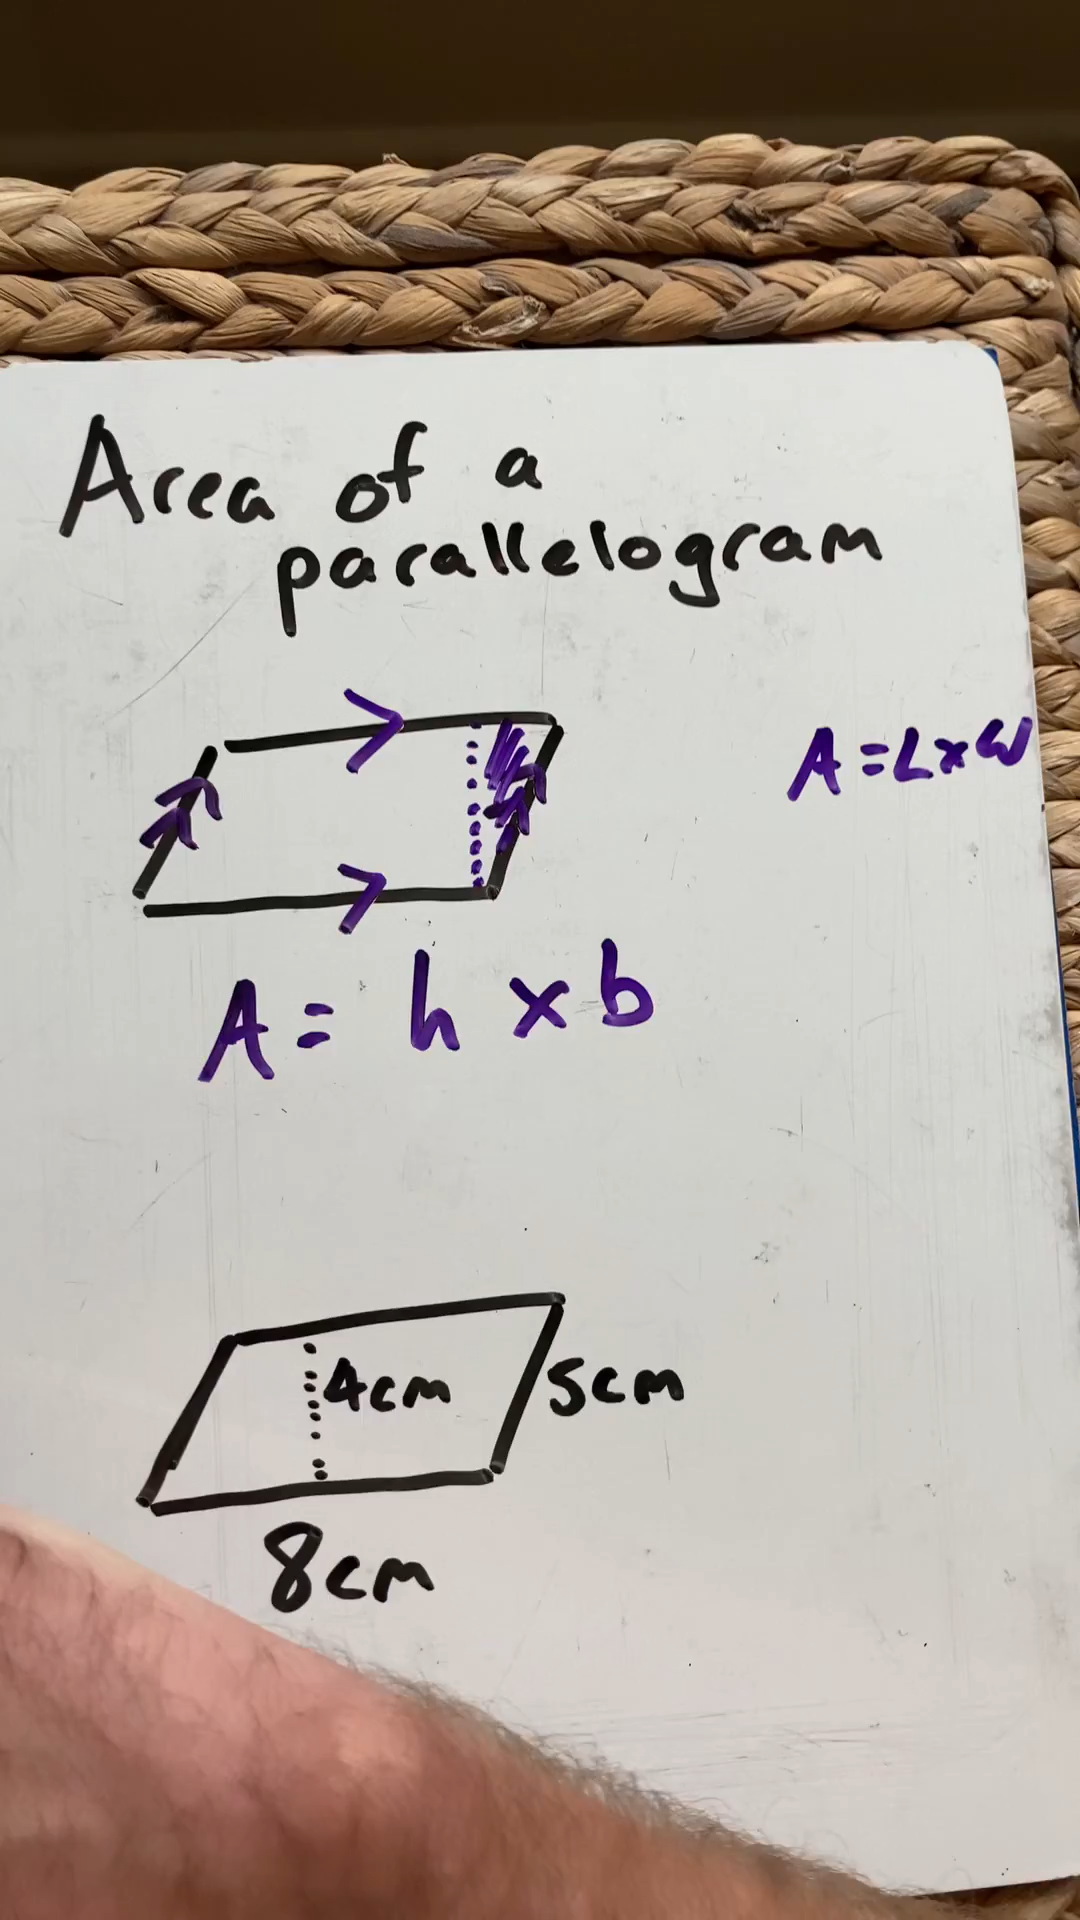 Area of a
parallelogram
A = L x W
A = h x b
4cm
5cm
8cm